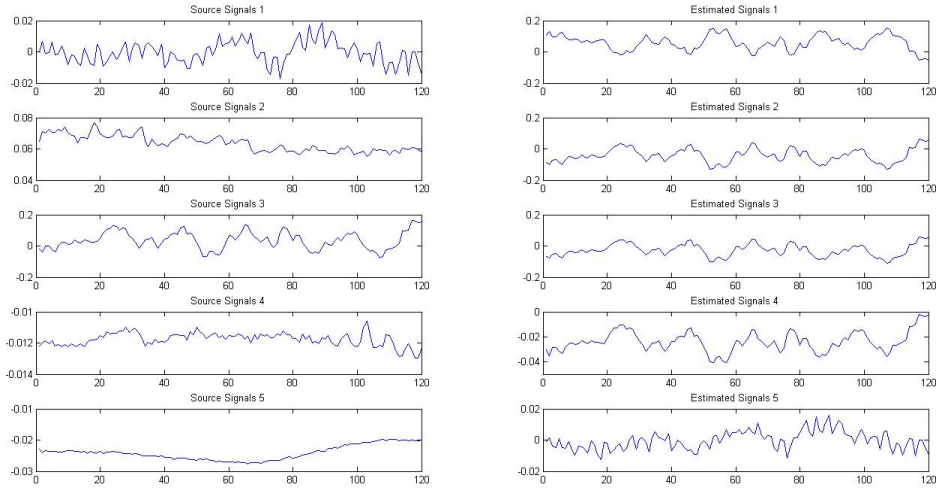 Source Signals 1
0.02
0
-0.02
0 20 40 60 80 100 120
Source Signals 2
0.08
0.06
0.04
0 20 40 60 80 100 120
Source Signals 3
0.2
0
-0.2
0 20 40 60 80 100 120
Source Signals 4
-0.01
-0.012
-0.014
0 20 40 60 80 100 120
Source Signals 5
-0.01
-0.02
-0.03
0 20 40 60 80 100 120
Estimated Signals 1
0.2
0
-0.2
0 20 40 60 80 100 120
Estimated Signals 2
0.2
0
-0.2
0 20 40 60 80 100 120
Estimated Signals 3
0.2
0
-0.2
0 20 40 60 80 100 120
Estimated Signals 4
0
-0.02
-0.04
0 20 40 60 80 100 120
Estimated Signals 5
0.02
0
-0.02
0 20 40 60 80 100 120